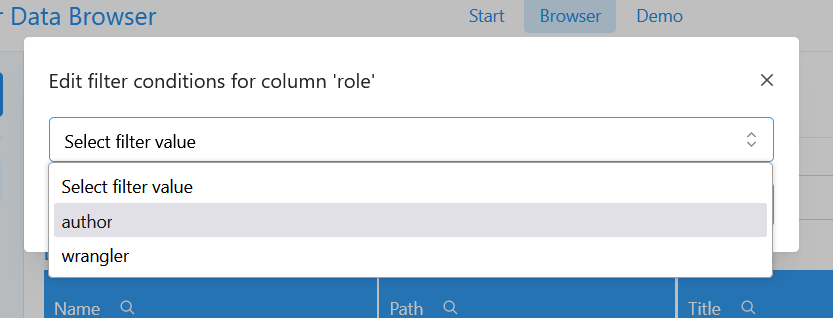 Data Browser
Start
Browser
Demo
Edit filter conditions for column 'role'
Select filter value
Select filter value
author
wrangler
Name
Path
Title